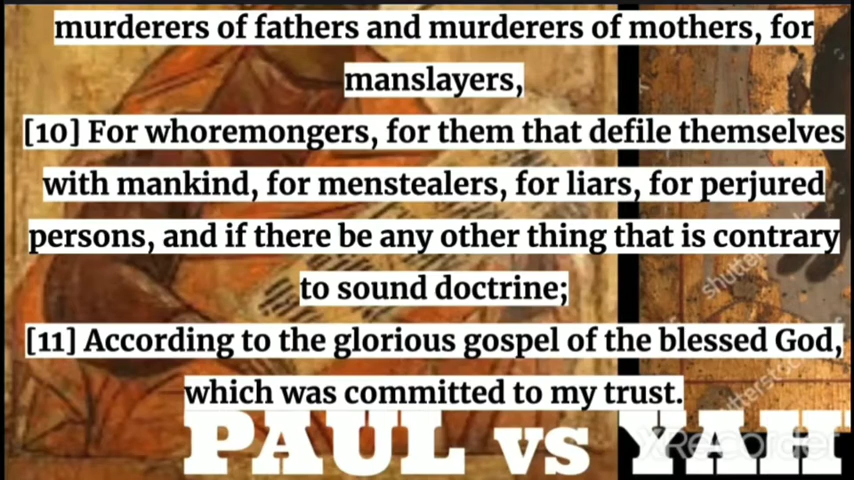 murderers of fathers and murderers of mothers, for
manslayers,
[10] For whoremongers, for them that defile themselves
with mankind, for menstealers, for liars, for perjured
persons, and if there be any other thing that is contrary
to sound doctrine;
[11] According to the glorious gospel of the blessed God,
which was committed to my trust.
PAUL vs YAH
XRecorder